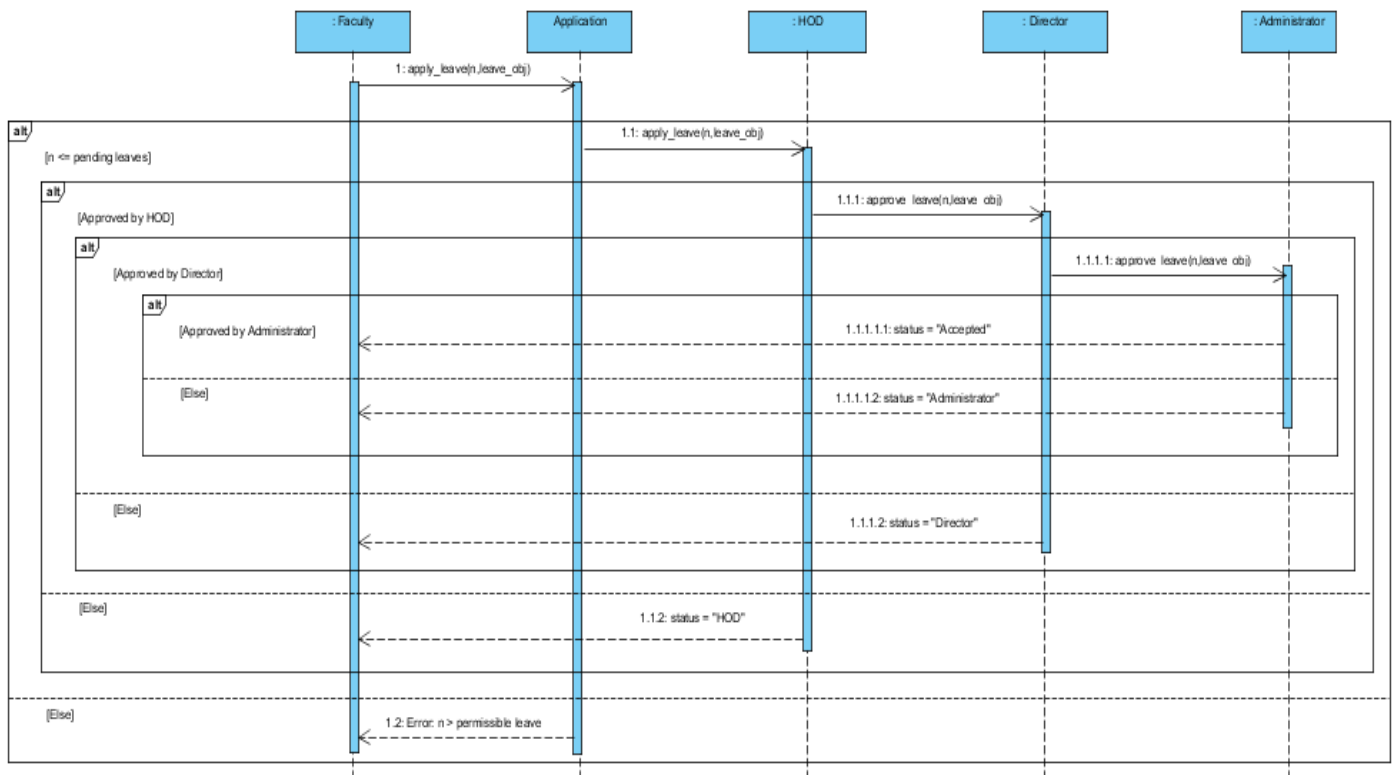 : Faculty
Application
: HOD
: Director
: Administrator
1: apply_leave(n,leave_obj)
alt
1.1: apply_leave(n,leave_obj)
[n <= pending leaves]
alt
1.1.1: approve_leave(n,leave_obj)
[Approved by HOD]
alt
1.1.1.1: approve_leave(n,leave_obj)
[Approved by Director]
alt
[Approved by Administrator]
1.1.1.1.1: status = "Accepted"
[Else]
1.1.1.1.2: status = "Administrator"
[Else]
1.1.1.2: status = "Director"
[Else]
1.1.2: status = "HOD"
[Else]
1.2: Error: n > permissible leave